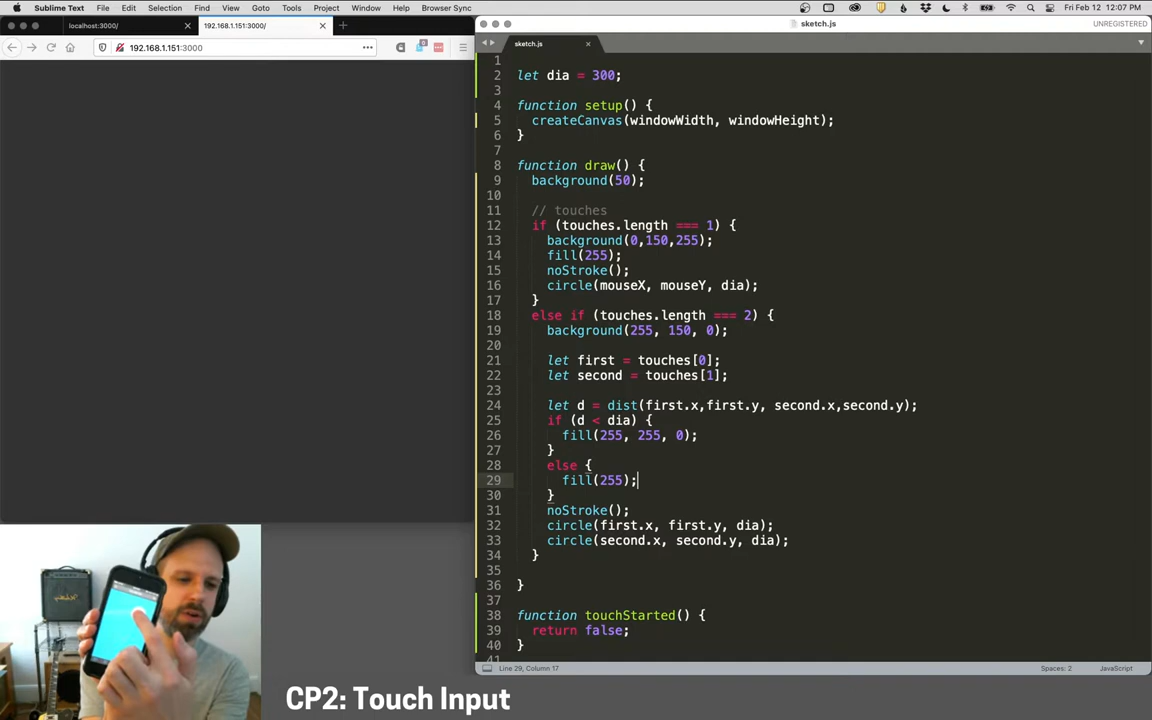 Sublime Text File Edit Selection Find View Goto Tools Project Window Help Browser Sync
Fri Feb 12 12:07 PM
localhost:3000/
192.168.1.151:3000/
192.168.1.151:3000
sketch.js
UNREGISTERED
sketch.js
1
2 let dia = 300;
3
4 function setup() {
5 createCanvas(windowWidth, windowHeight);
6 }
7
8 function draw() {
9 background(50);
10
11 // touches
12 if (touches.length === 1) {
13 background(0,150,255);
14 fill(255);
15 noStroke();
16 circle(mouseX, mouseY, dia);
17 }
18 else if (touches.length === 2) {
19 background(255, 150, 0);
20
21 let first = touches[0];
22 let second = touches[1];
23
24 let d = dist(first.x,first.y, second.x,second.y);
25 if (d < dia) {
26 fill(255, 255, 0);
27 }
28 else {
29 fill(255);
30 }
31 noStroke();
32 circle(first.x, first.y, dia);
33 circle(second.x, second.y, dia);
34 }
35
36 }
37
38 function touchStarted() {
39 return false;
40 }
41
Line 29, Column 17
Spaces: 2
JavaScript
CP2: Touch Input